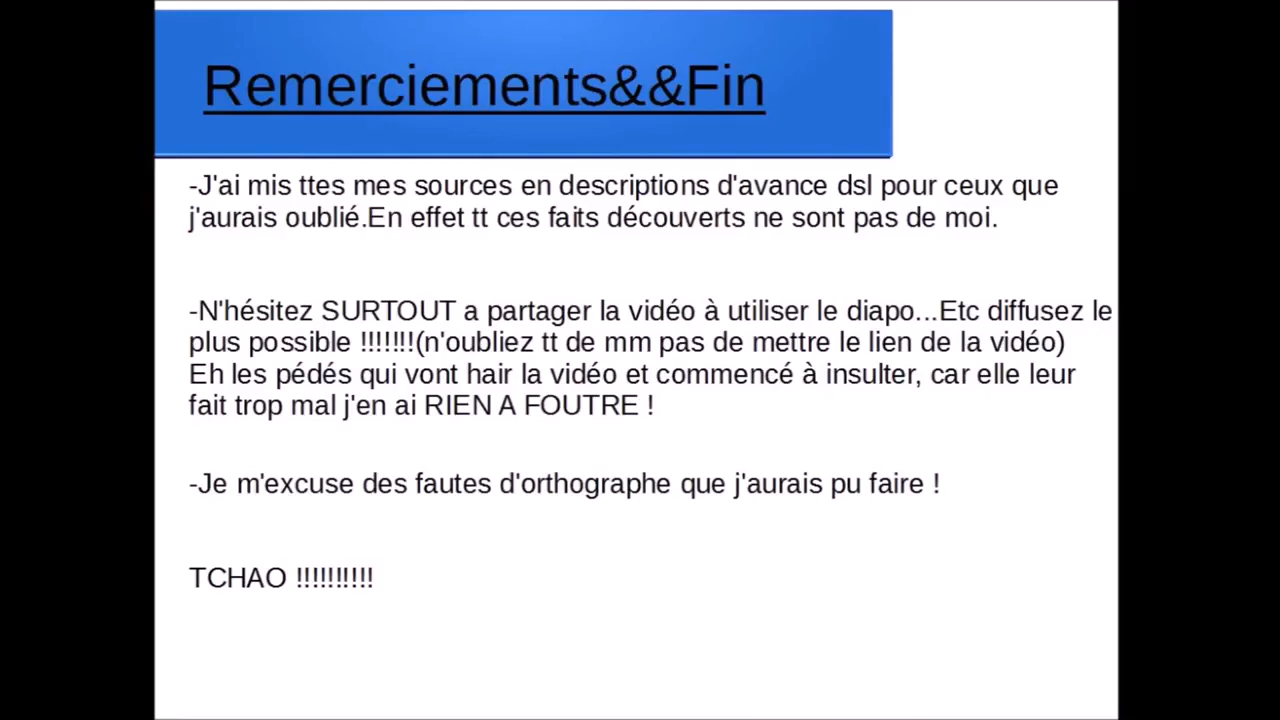 Remerciements&&Fin
-J'ai mis ttes mes sources en descriptions d'avance dsl pour ceux que
j'aurais oublié.En effet tt ces faits découverts ne sont pas de moi.
-N'hésitez SURTOUT a partager la vidéo à utiliser le diapo...Etc diffusez le
plus possible !!!!!!!(n'oubliez tt de mm pas de mettre le lien de la vidéo)
Eh les pédés qui vont hair la vidéo et commencé à insulter, car elle leur
fait trop mal j'en ai RIEN A FOUTRE !
-Je m'excuse des fautes d'orthographe que j'aurais pu faire !
TCHAO !!!!!!!!!!